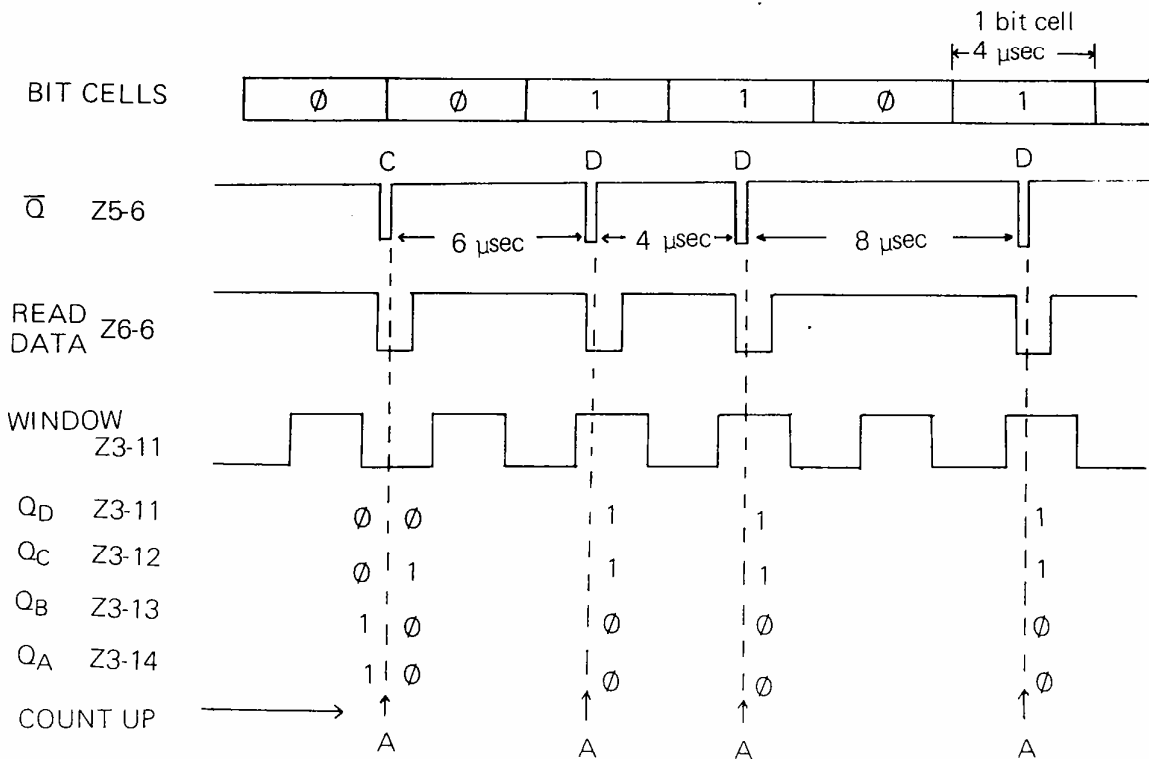 1 bit cell
4 μsec
BIT CELLS Ø Ø 1 1 Ø 1
C D D D
Q̅ Z5-6
6 μsec 4 μsec 8 μsec
READ
DATA Z6-6
WINDOW
Z3-11
QD Z3-11 Ø Ø 1 1 1
QC Z3-12 Ø 1 1 1 1
QB Z3-13 1 Ø Ø Ø Ø
QA Z3-14 1 Ø Ø Ø Ø
COUNT UP
A A A A